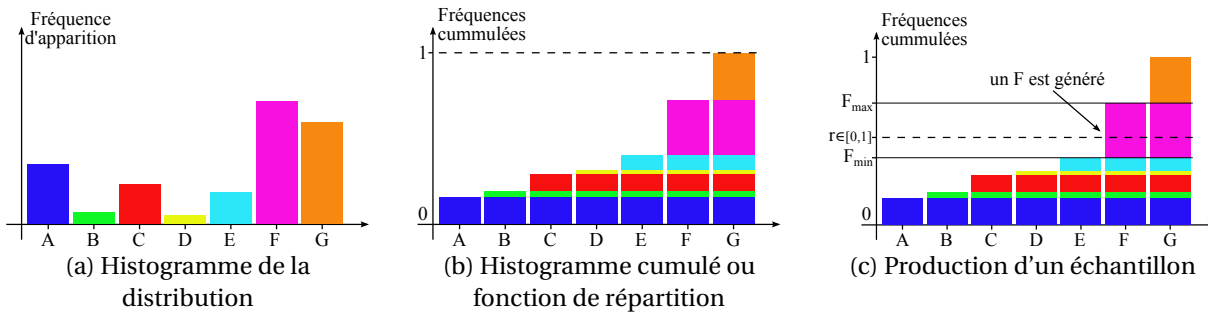 Fréquence
d'apparition
A B C D E F G
(a) Histogramme de la
distribution
Fréquences
cummulées
1
0
A B C D E F G
(b) Histogramme cumulé ou
fonction de répartition
Fréquences
cummulées
1
un F est généré
Fmax
r∈[0,1]
Fmin
0
A B C D E F G
(c) Production d'un échantillon